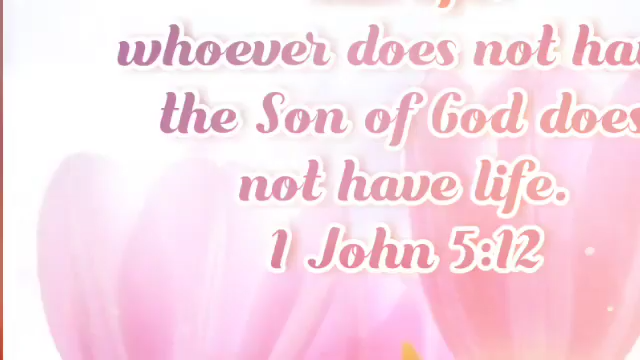 whoever does not ha
the Son of God does
not have life.
1 John 5:12